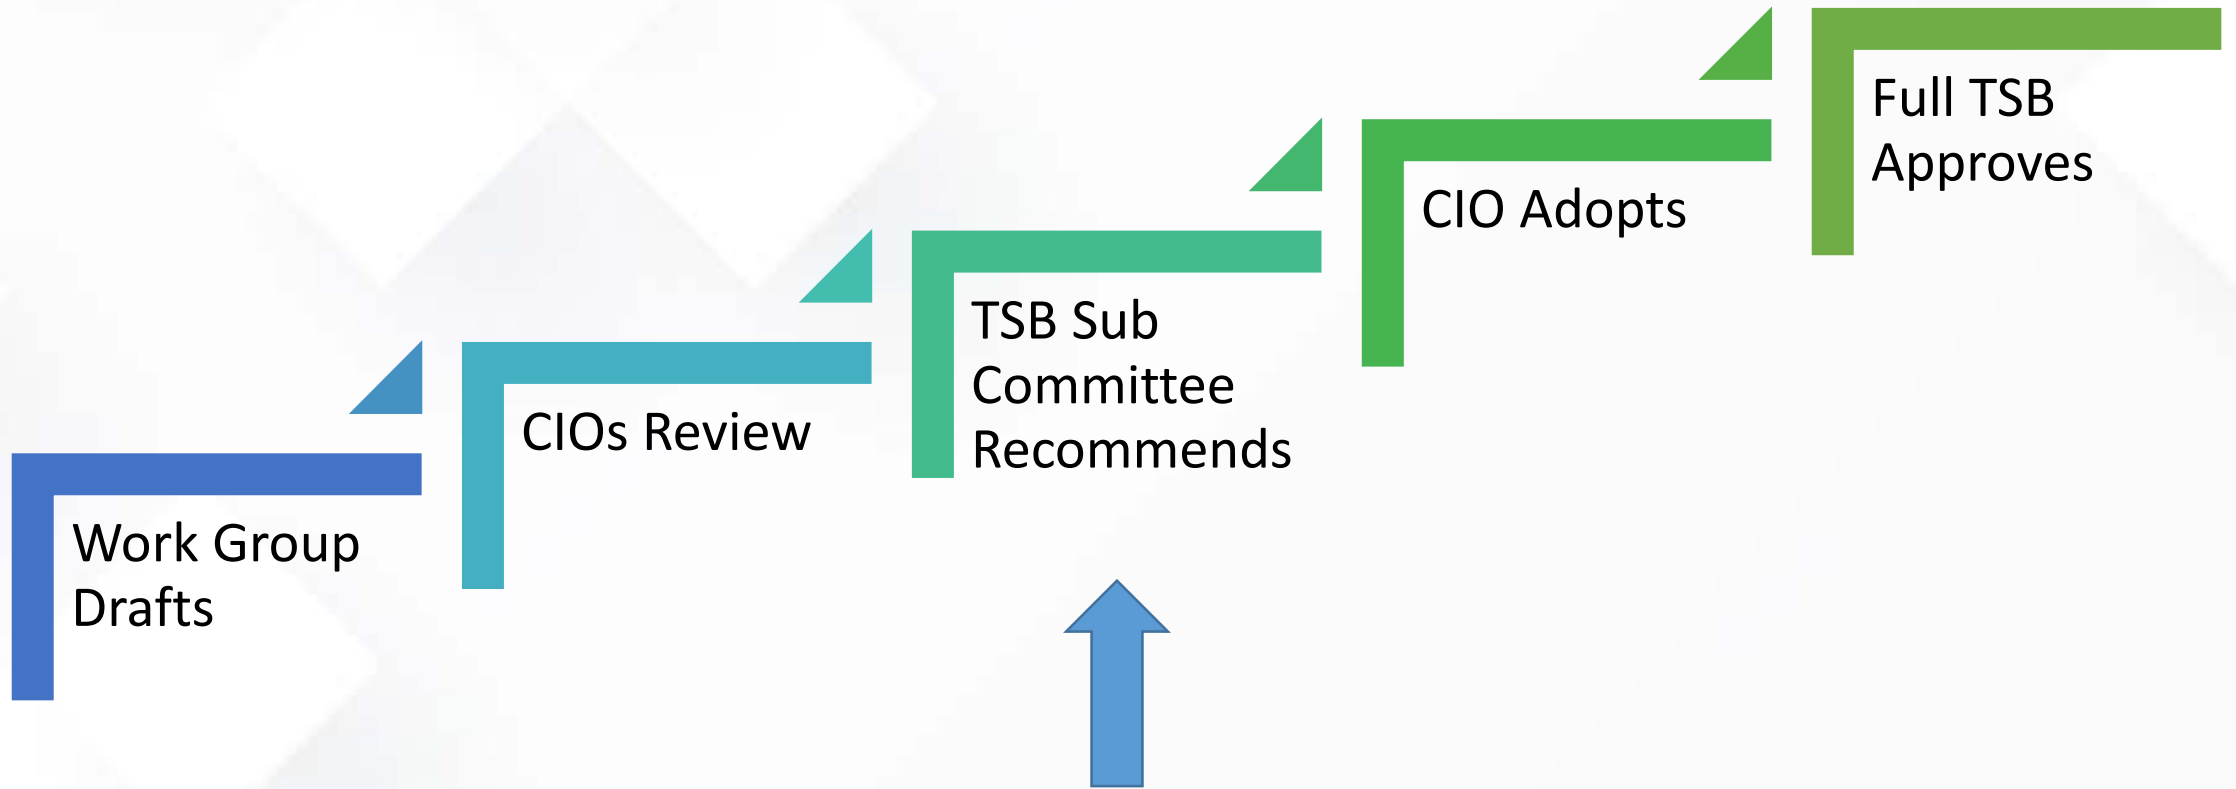 Work Group
Drafts
CIOs Review
TSB Sub
Committee
Recommends
CIO Adopts
Full TSB
Approves